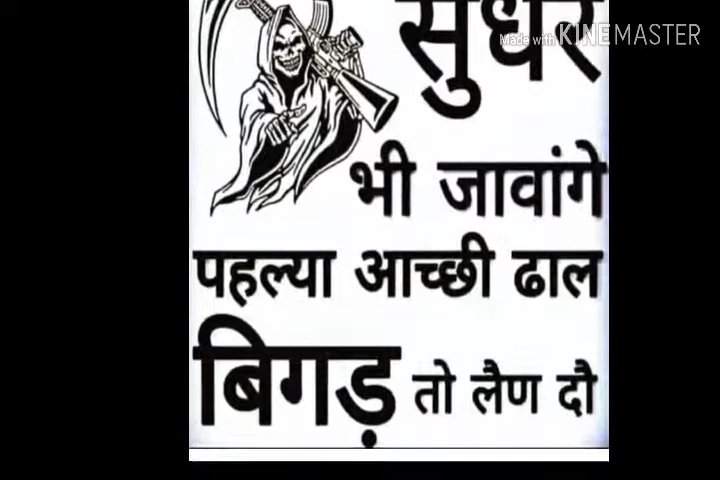 Made with KINEMASTER
सुधर
भी जावांगे
पहल्या आच्छी ढाल
बिगड़ तो लैण दौ